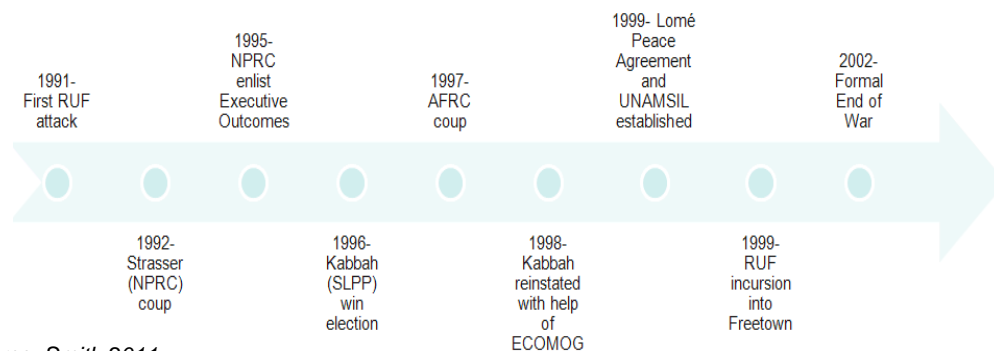 1991-
First RUF
attack
1992-
Strasser
(NPRC)
coup
1995-
NPRC
enlist
Executive
Outcomes
1996-
Kabbah
(SLPP)
win
election
1997-
AFRC
coup
1998-
Kabbah
reinstated
with help
of
ECOMOG
1999- Lomé
Peace
Agreement
and
UNAMSIL
established
1999-
RUF
incursion
into
Freetown
2002-
Formal
End of
War
Smith 2011